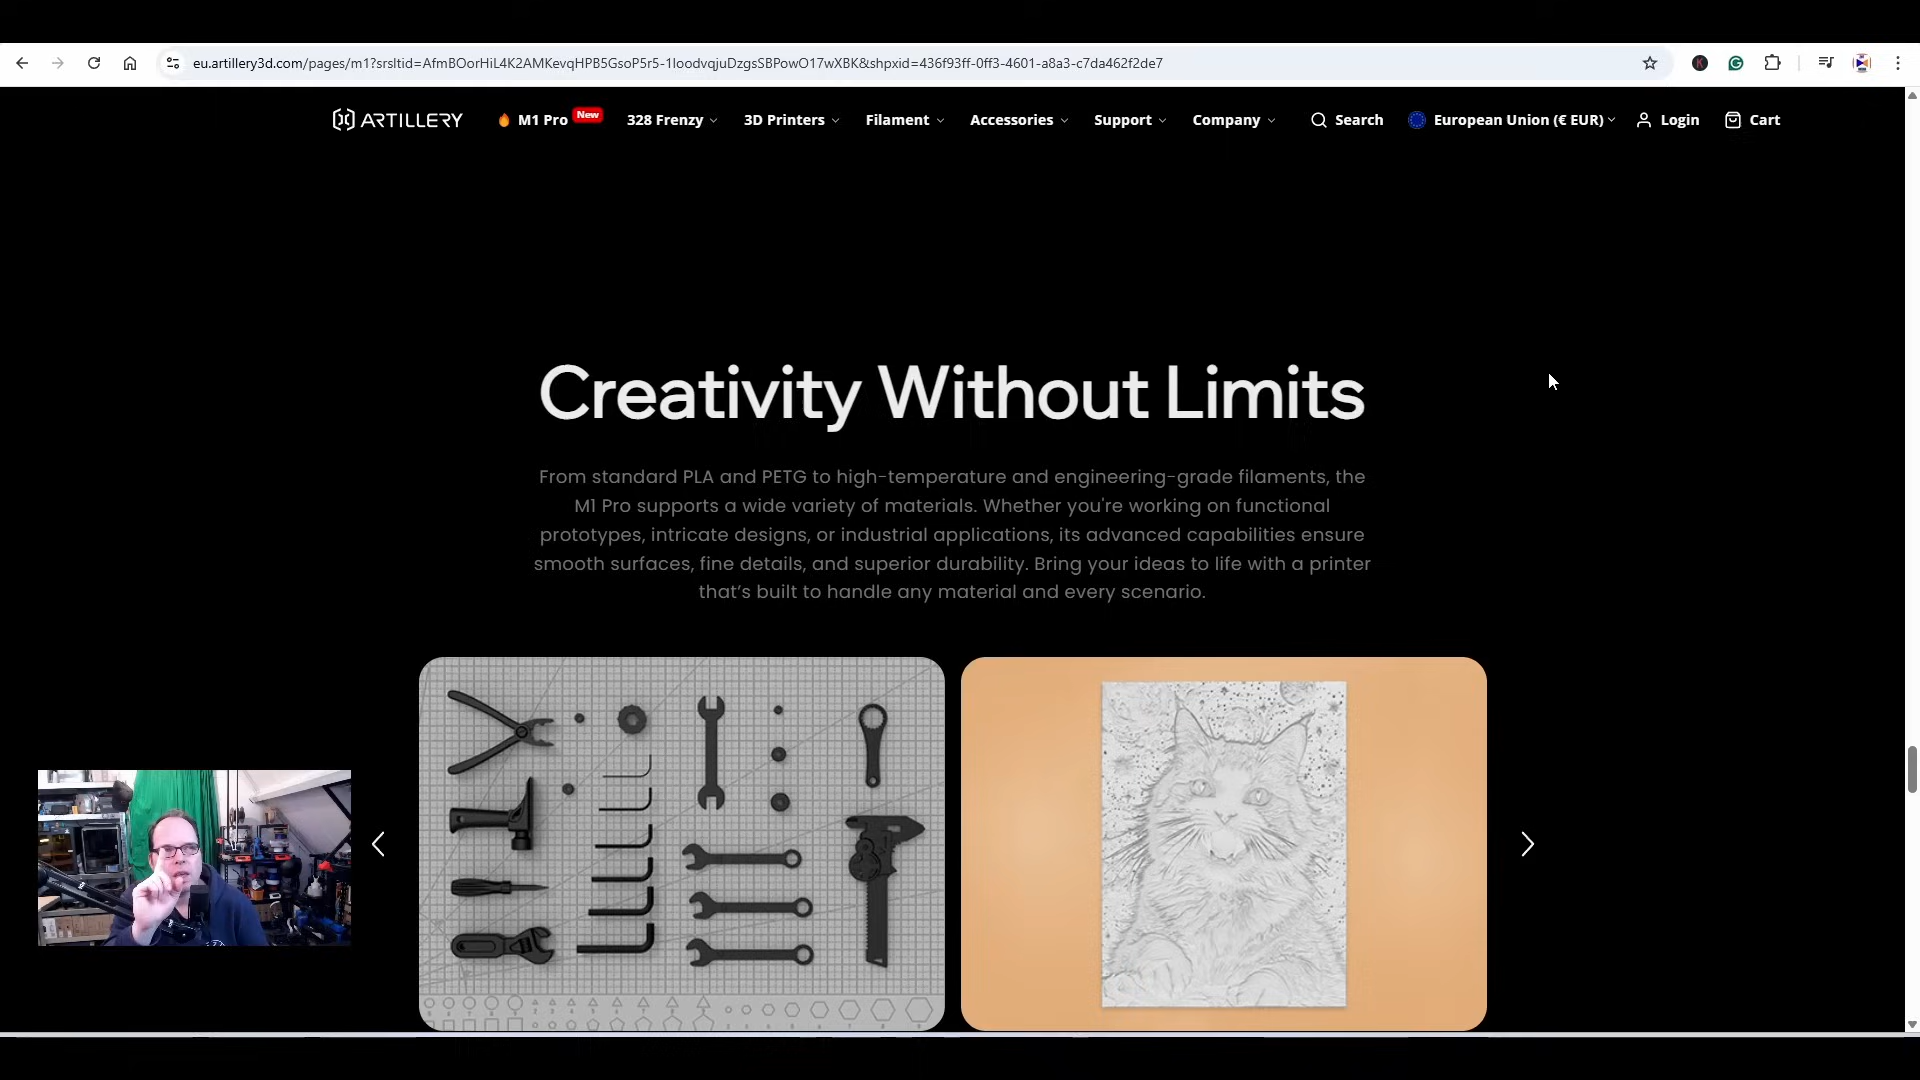 eu.artillery3d.com/pages/m1?srsltid=AfmBOorHiL4K2AMKevqHPB5GsoP5r5-1loodvqjuDzgsSBPowO17wXBK&shpxid=436f93ff-0ff3-4601-a8a3-c7da462f2de7
ARTILLERY M1 Pro New 328 Frenzy 3D Printers Filament Accessories Support Company Search European Union (€ EUR) Login Cart
Creativity Without Limits
From standard PLA and PETG to high-temperature and engineering-grade filaments, the
M1 Pro supports a wide variety of materials. Whether you're working on functional
prototypes, intricate designs, or industrial applications, its advanced capabilities ensure
smooth surfaces, fine details, and superior durability. Bring your ideas to life with a printer
that’s built to handle any material and every scenario.